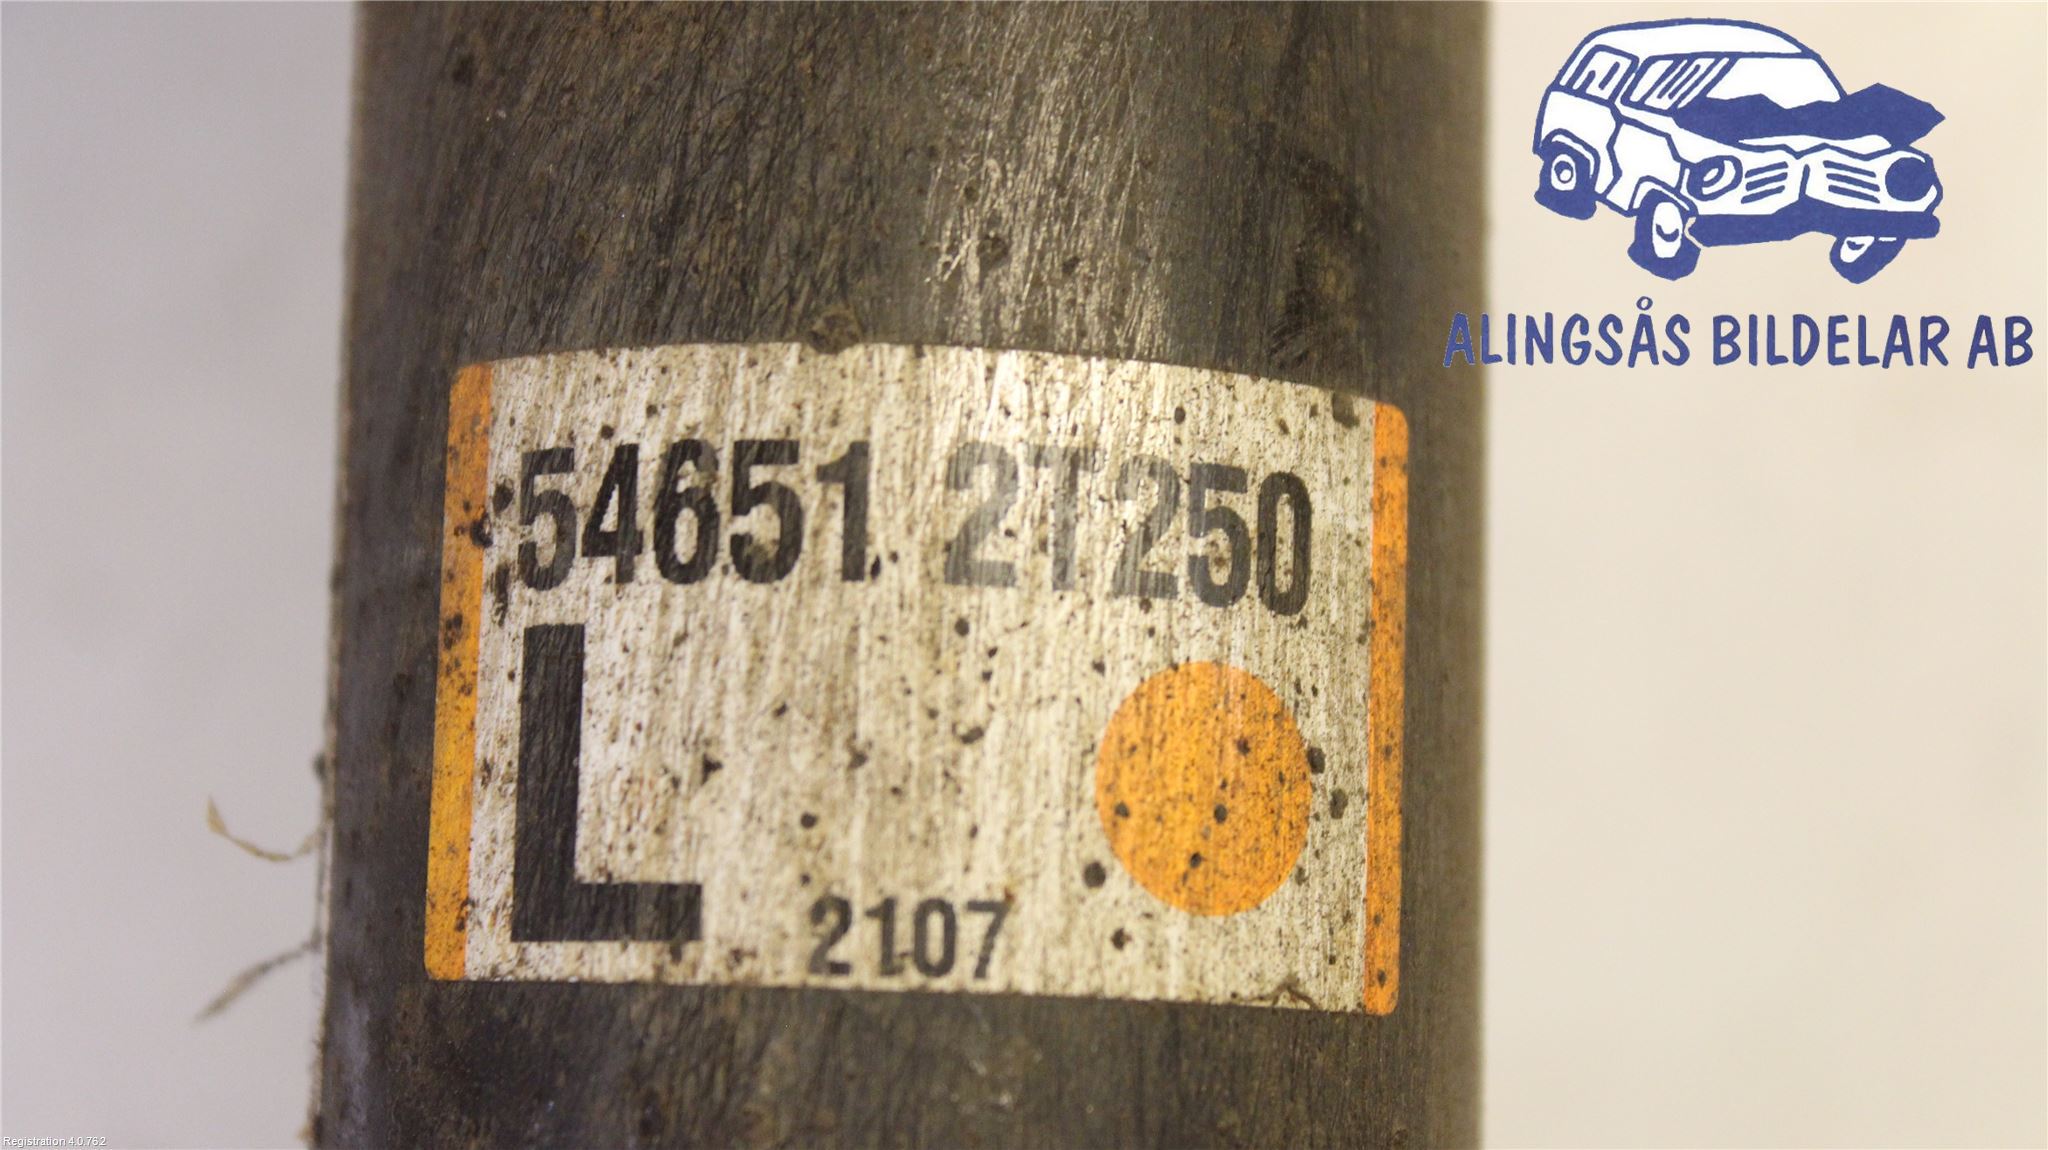 ALINGSÅS BILDELAR AB
54651 2T250
L
2107
Registration 4.0.762